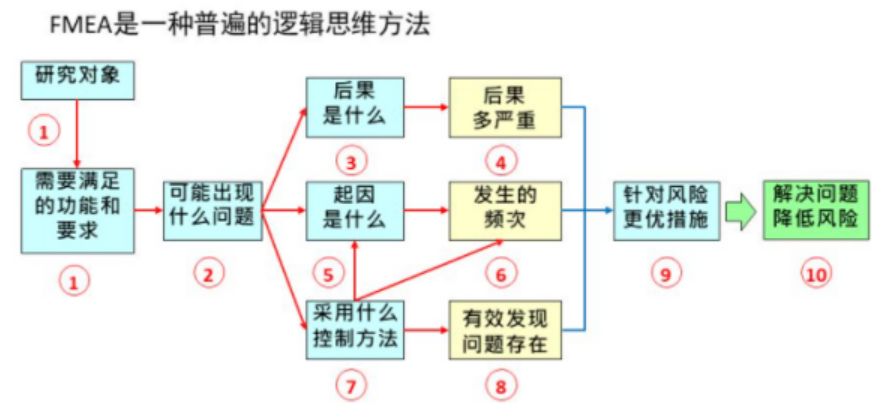 FMEA是一种普遍的逻辑思维方法
研究对象
①
需要满足
的功能和
要求
①
可能出现
什么问题
②
后果
是什么
③
后果
多严重
④
起因
是什么
⑤
发生的
频次
⑥
采用什么
控制方法
⑦
有效发现
问题存在
⑧
针对风险
更优措施
⑨
解决问题
降低风险
⑩